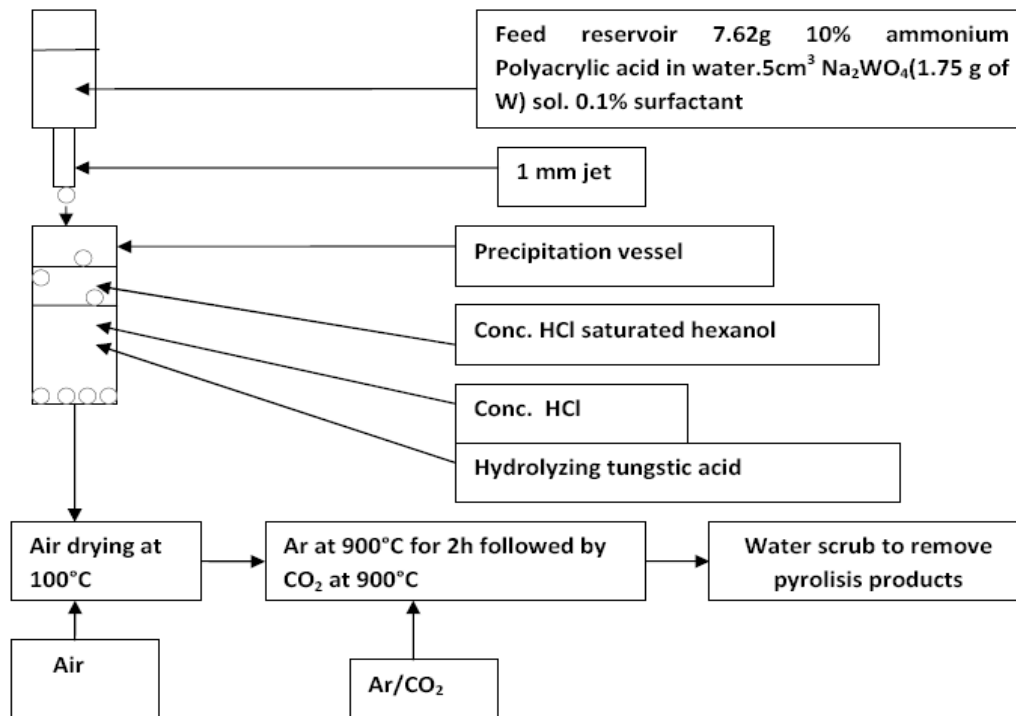 Feed reservoir 7.62g 10% ammonium
Polyacrylic acid in water.5cm³ Na₂WO₄(1.75 g of
W) sol. 0.1% surfactant
1 mm jet
Precipitation vessel
Conc. HCl saturated hexanol
Conc. HCl
Hydrolyzing tungstic acid
Air drying at
100°C
Ar at 900°C for 2h followed by
CO₂ at 900°C
Water scrub to remove
pyrolisis products
Air
Ar/CO₂